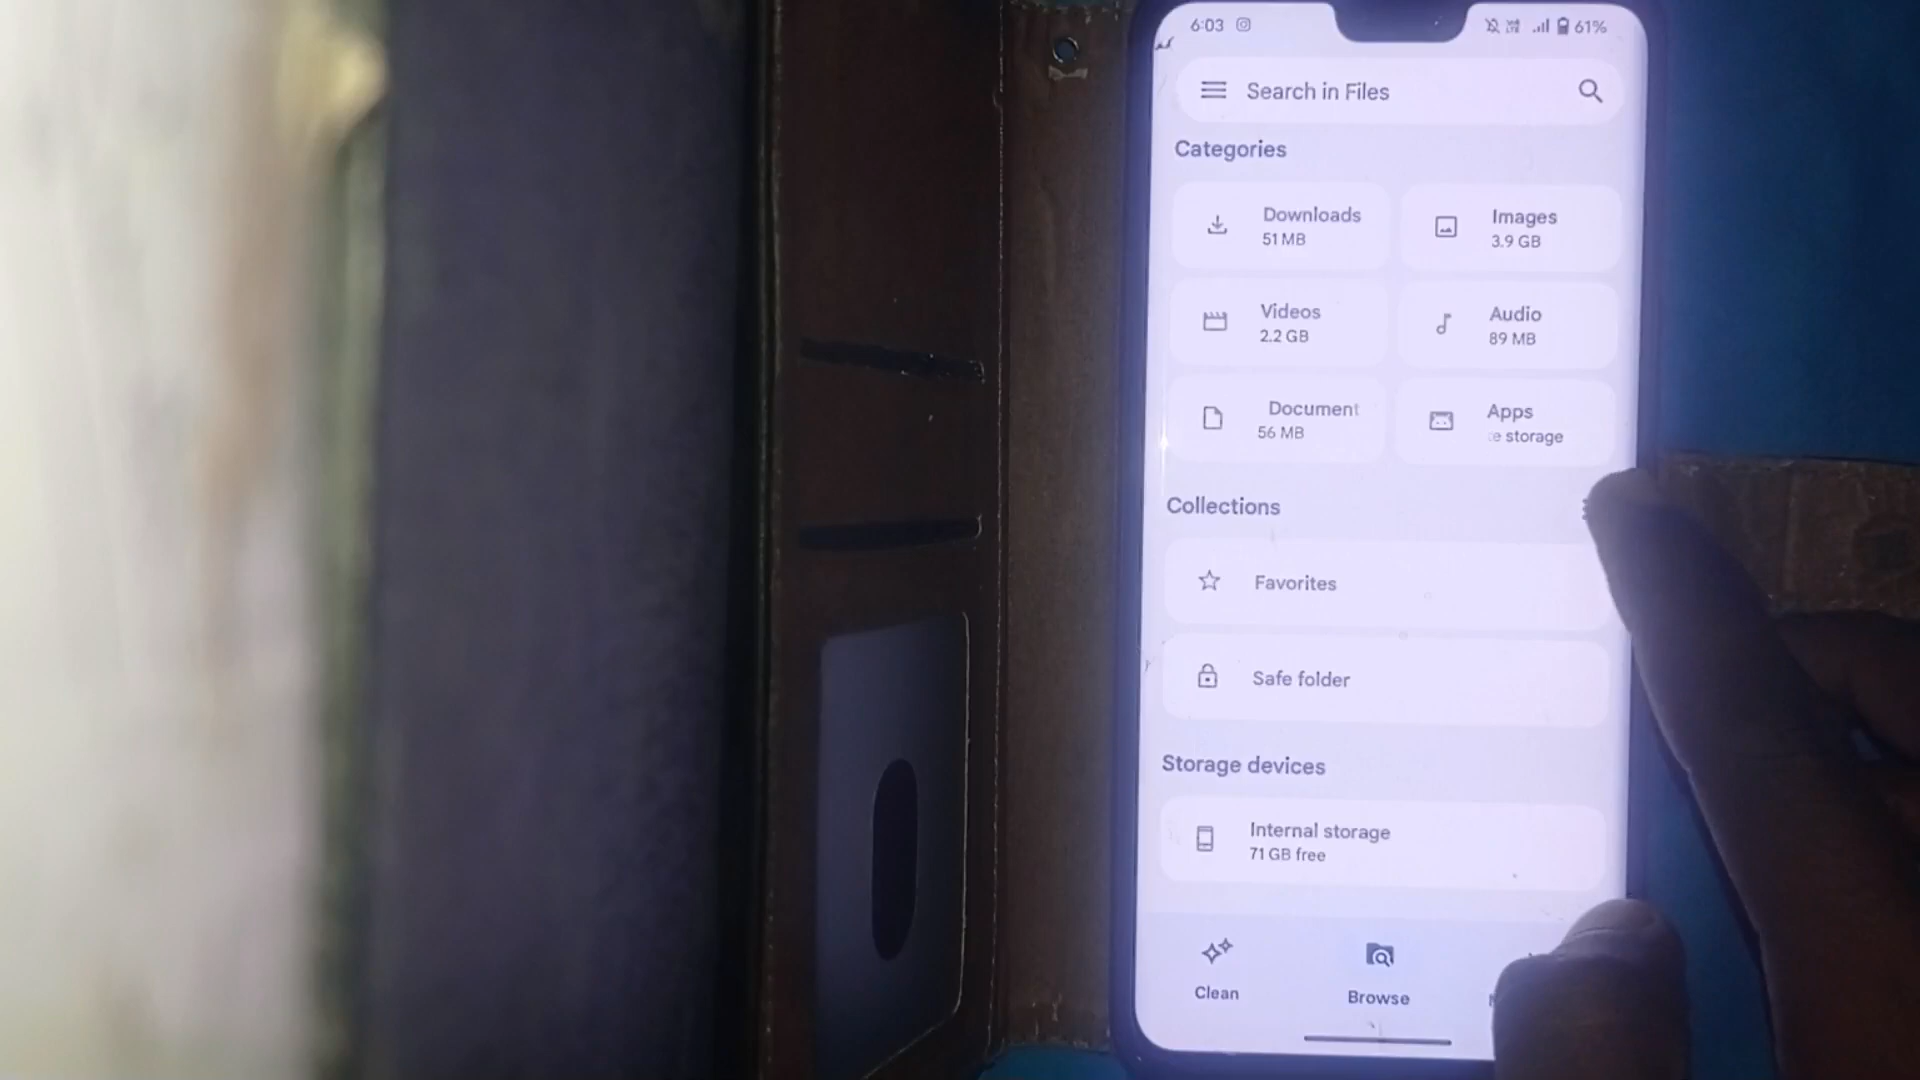 6:03 61%
Search in Files
Categories
Downloads
51 MB
Images
3.9 GB
Videos
2.2 GB
Audio
89 MB
Document
56 MB
Apps
e storage
Collections
Favorites
Safe folder
Storage devices
Internal storage
71 GB free
Clean
Browse